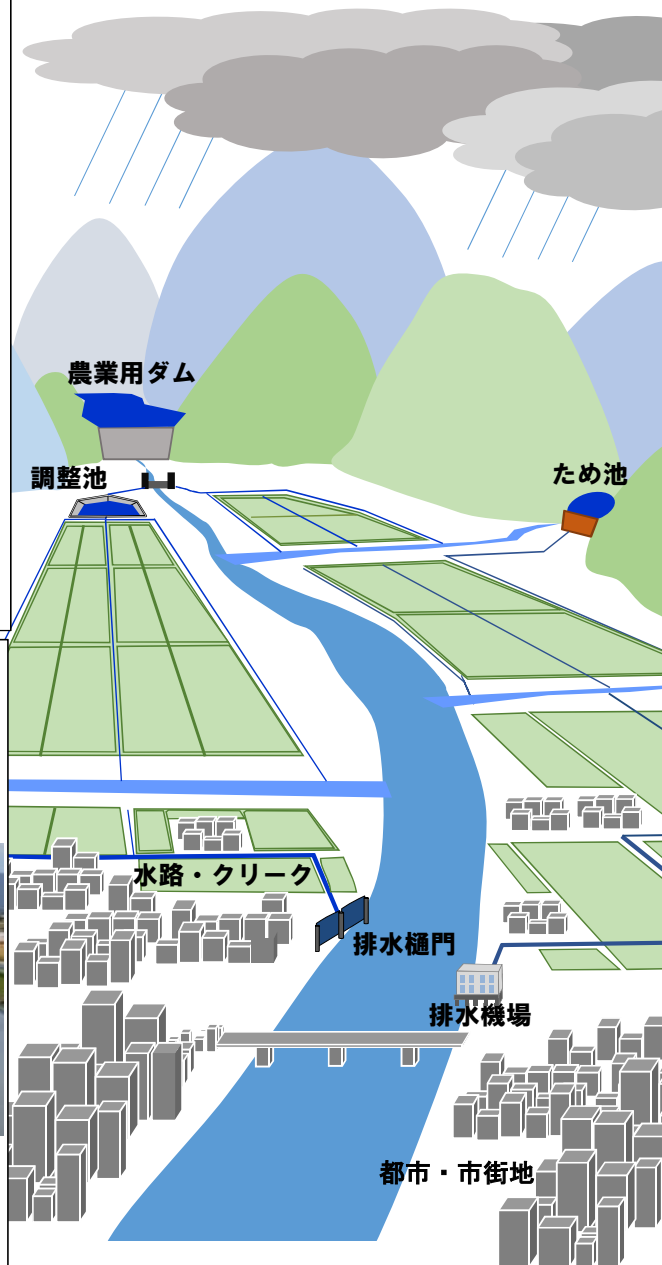 農業用ダム
調整池
ため池
水路・クリーク
排水樋門
排水機場
都市・市街地